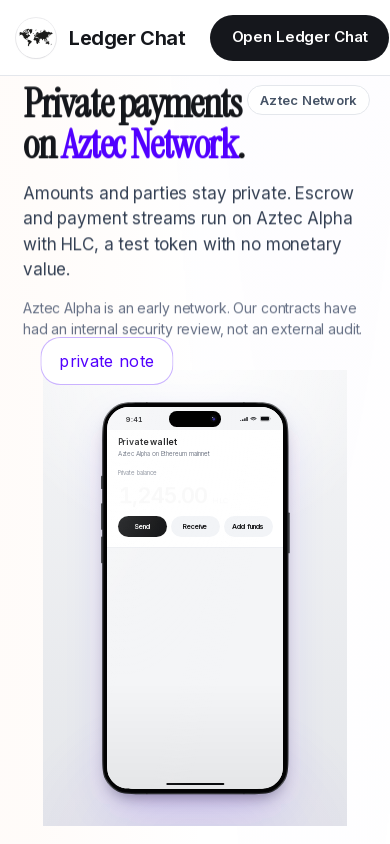 Ledger Chat
Open Ledger Chat
Private payments
on Aztec Network.
Aztec Network
Amounts and parties stay private. Escrow
and payment streams run on Aztec Alpha
with HLC, a test token with no monetary
value.
Aztec Alpha is an early network. Our contracts have
had an internal security review, not an external audit.
private note
9:41
Private wallet
Aztec Alpha on Ethereum mainnet
Private balance
1,245.00
Send
Receive
Add funds